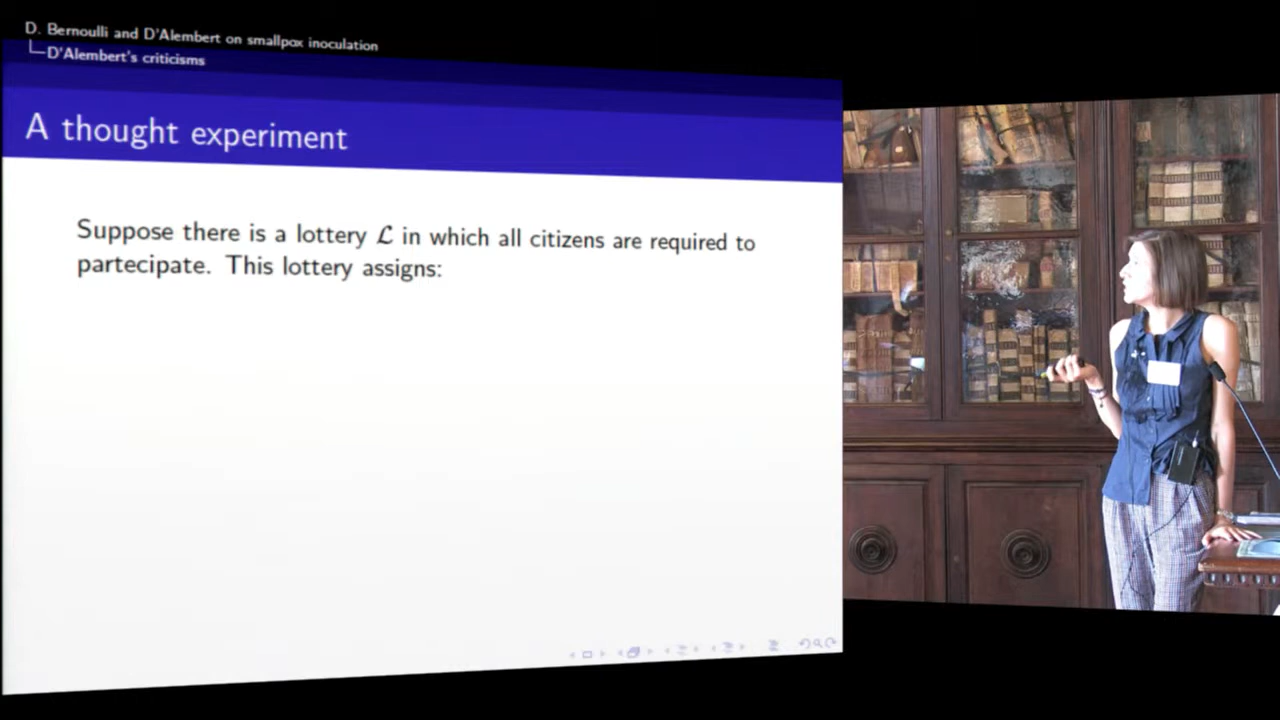 D. Bernoulli and D'Alembert on smallpox inoculation
D'Alembert's criticisms
A thought experiment
Suppose there is a lottery ℒ in which all citizens are required to
partecipate. This lottery assigns: